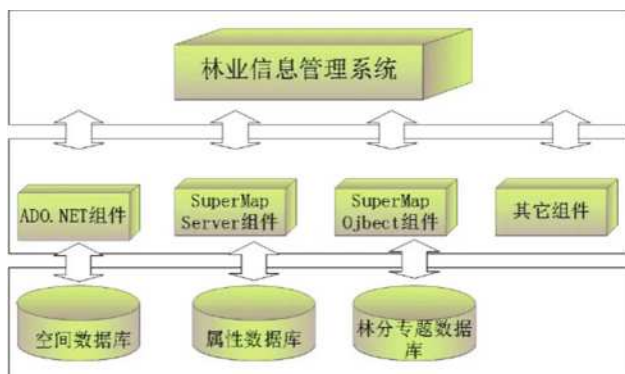 林业信息管理系统
ADO.NET组件
SuperMap
Server组件
SuperMap
Ojbect组件
其它组件
空间数据库
属性数据库
林分专题数据
库